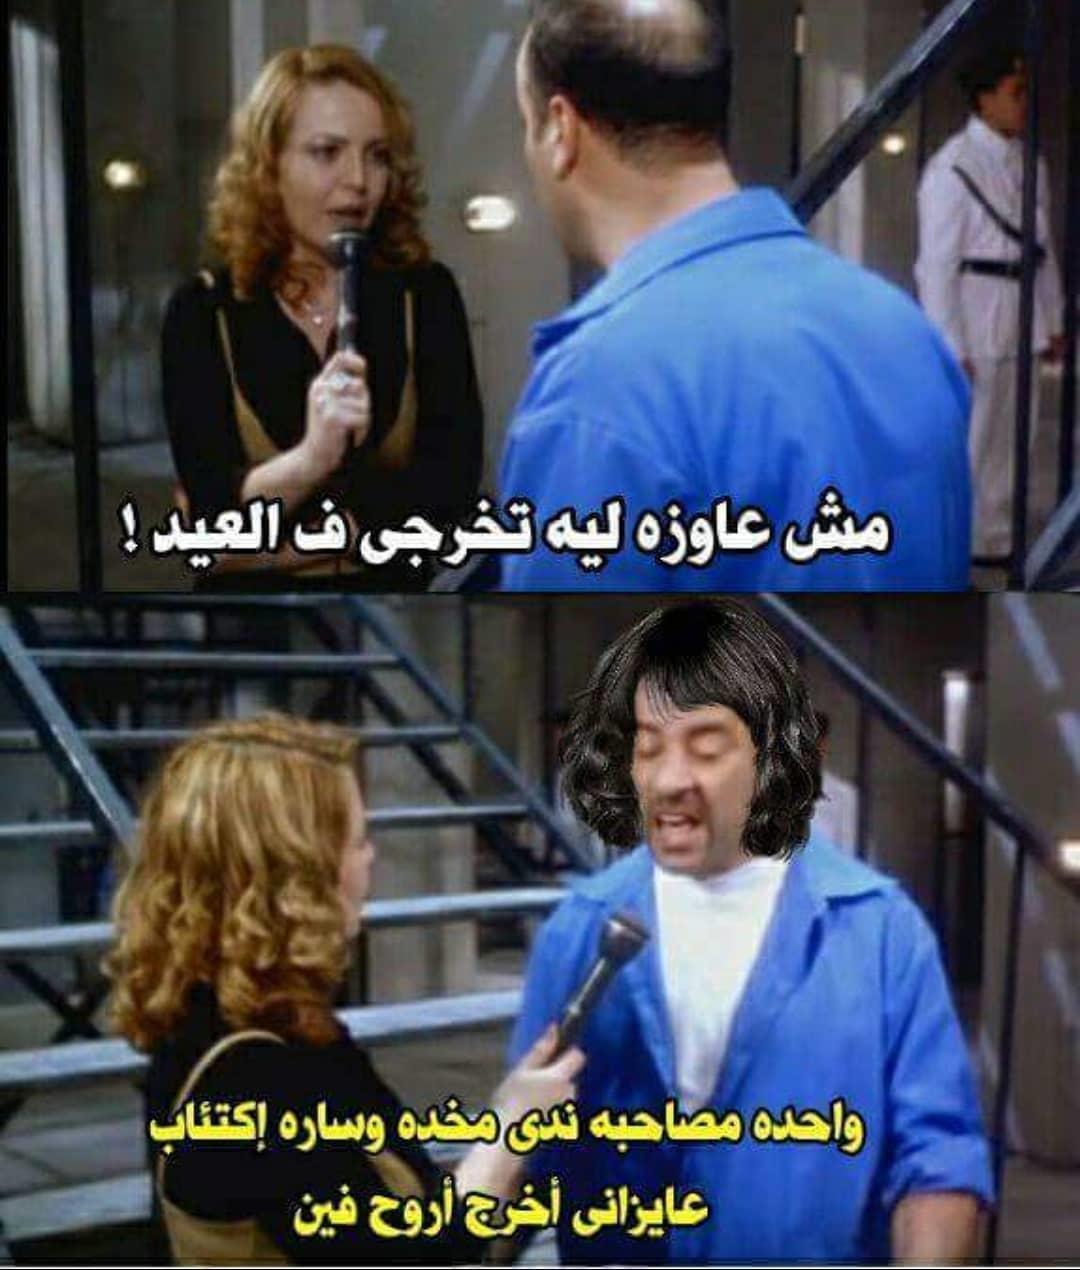 مش عاوزه ليه تخرجى ف العيد !
واحده مصاحبه ندى مخده وساره إكتئاب
عايزانى أخرج أروح فين